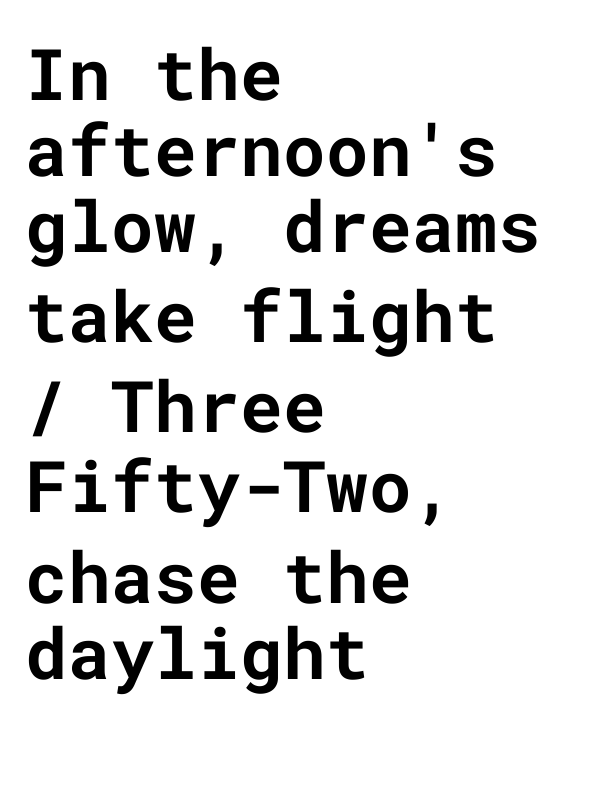 In the
afternoon's
glow, dreams
take flight
/ Three
Fifty-Two,
chase the
daylight